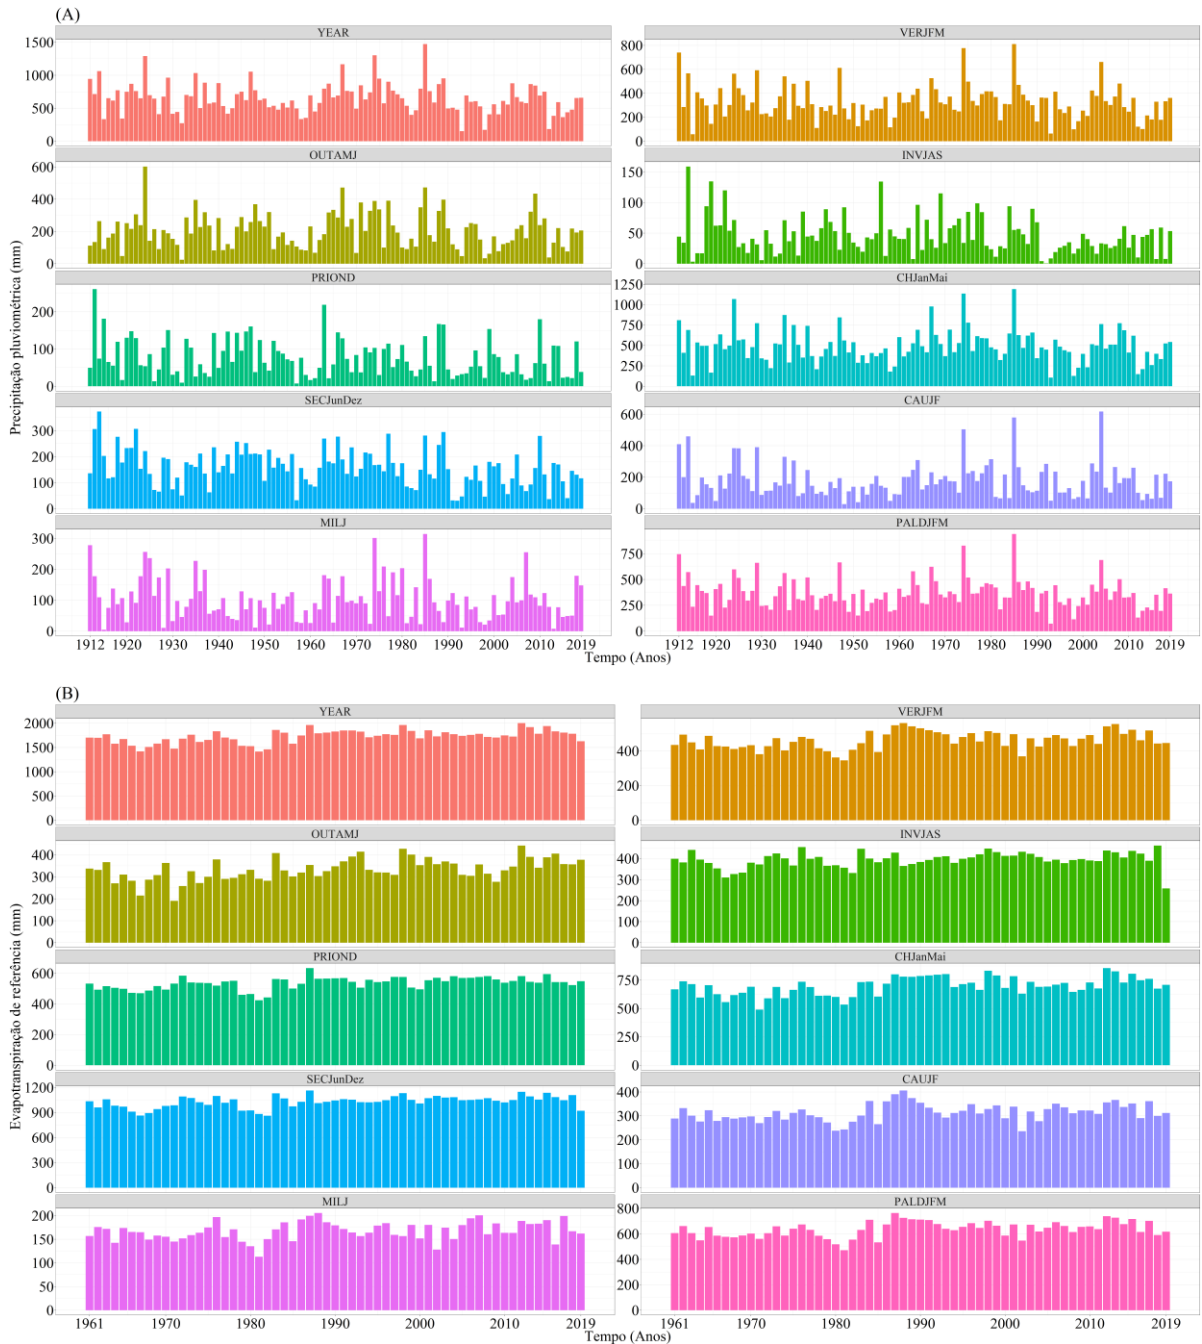 (A)
YEAR
VERJFM
1500
1000
500
0
800
600
400
200
0
OUTAMJ
INVJAS
600
400
200
0
150
100
50
0
PRIOND
CHJanMai
200
100
0
1250
1000
750
500
250
0
SECJunDez
CAUJF
300
200
100
0
600
400
200
0
MILJ
PALDJFM
300
200
100
0
750
500
250
0
1912 1920 1930 1940 1950 1960 1970 1980 1990 2000 2010 2019
1912 1920 1930 1940 1950 1960 1970 1980 1990 2000 2010 2019
Tempo (Anos)
Precipitação pluviométrica (mm)
(B)
YEAR
VERJFM
2000
1500
1000
500
0
400
200
0
OUTAMJ
INVJAS
400
300
200
100
0
400
300
200
100
0
PRIOND
CHJanMai
600
400
200
0
750
500
250
0
SECJunDez
CAUJF
1200
900
600
300
0
400
300
200
100
0
MILJ
PALDJFM
200
150
100
50
0
800
600
400
200
0
1961 1970 1980 1990 2000 2010 2019
1961 1970 1980 1990 2000 2010 2019
Tempo (Anos)
Evapotranspiração de referência (mm)